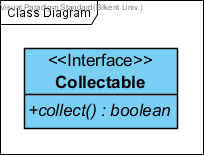 Visual Paradigm Standard(Bilkent Univ.)
Class Diagram
<<Interface>>
Collectable
+collect() : boolean